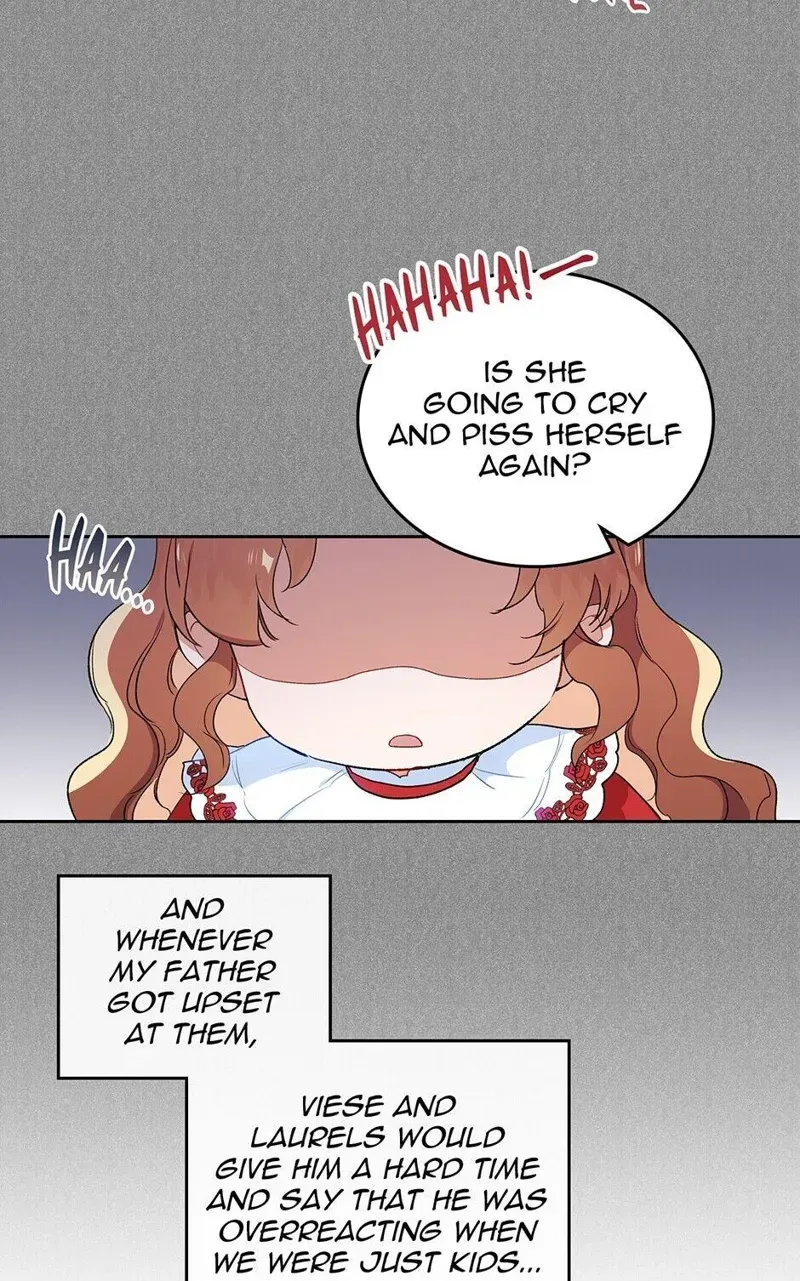 HAHAHA!
IS SHE
GOING TO CRY
AND PISS HERSELF
AGAIN?
HAA...
AND
WHENEVER
MY FATHER
GOT UPSET
AT THEM,
VIESE AND
LAURELS WOULD
GIVE HIM A HARD TIME
AND SAY THAT HE WAS
OVERREACTING WHEN
WE WERE JUST KIDS...